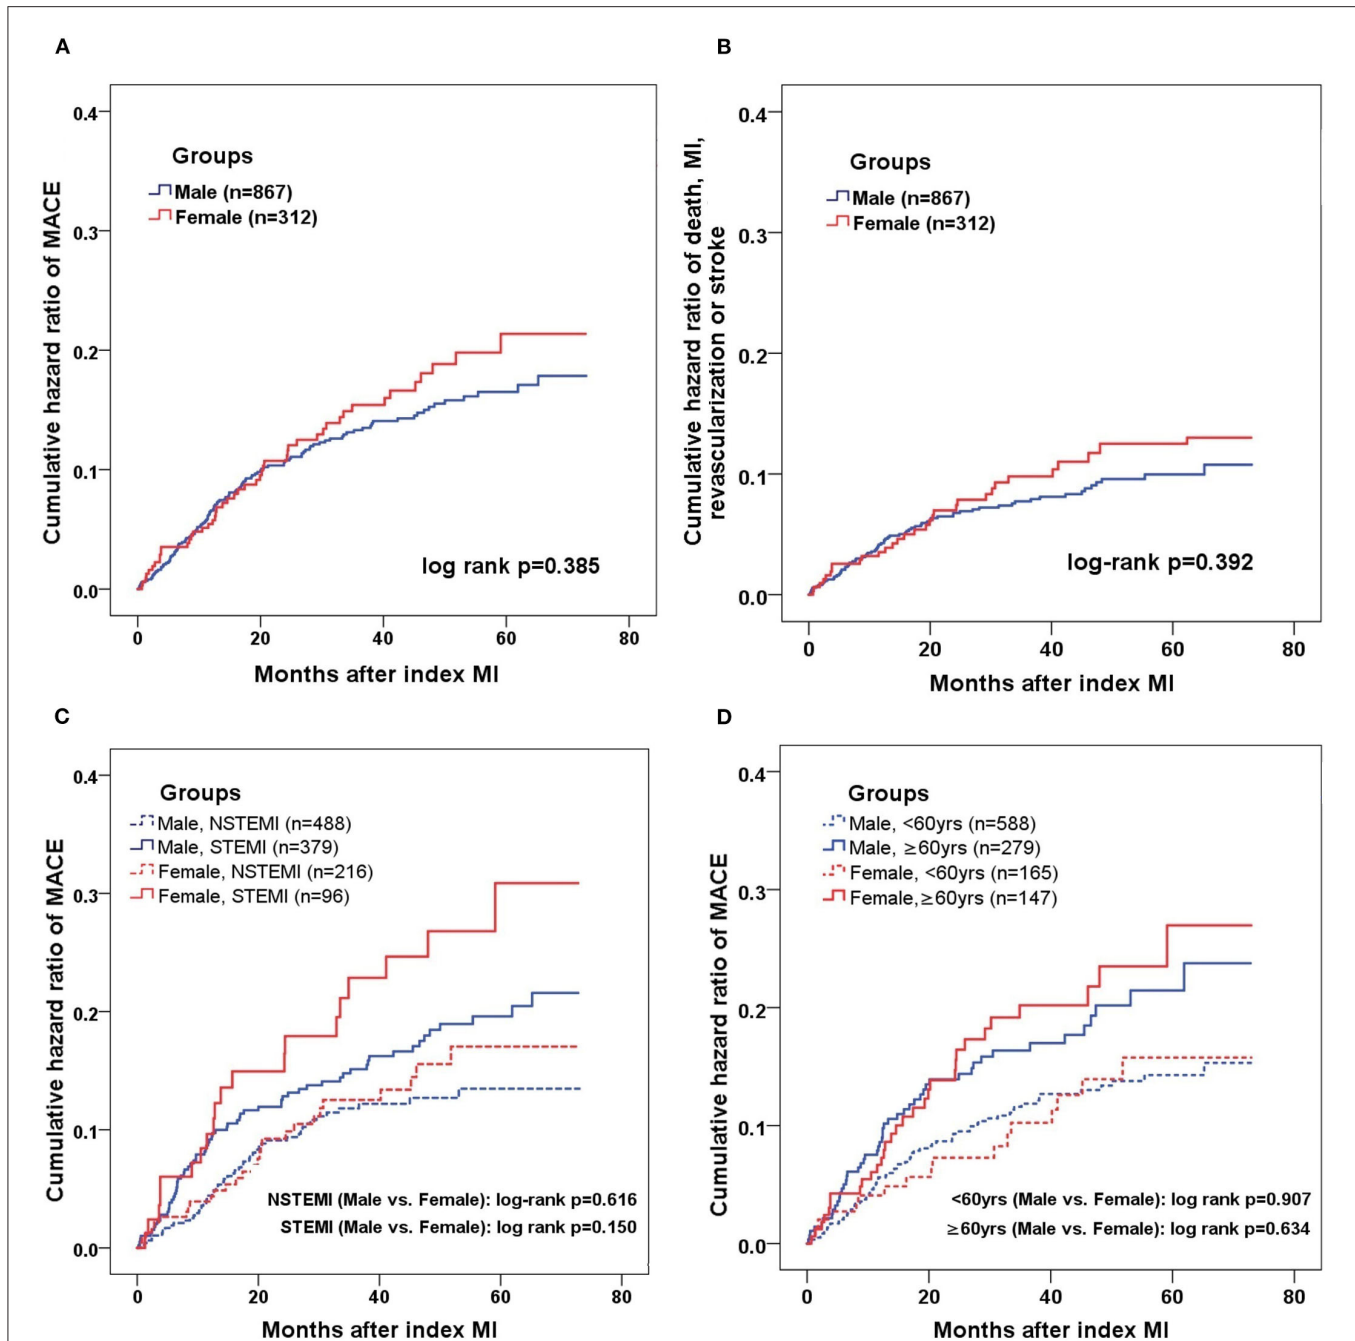 A
Cumulative hazard ratio of MACE
0.4
0.3
0.2
0.1
0.0
Groups
Male (n=867)
Female (n=312)
log rank p=0.385
0 20 40 60 80
Months after index MI
B
Cumulative hazard ratio of death, MI,
revascularization or stroke
0.4
0.3
0.2
0.1
0.0
Groups
Male (n=867)
Female (n=312)
log-rank p=0.392
0 20 40 60 80
Months after index MI
C
Cumulative hazard ratio of MACE
0.4
0.3
0.2
0.1
0.0
Groups
Male, NSTEMI (n=488)
Male, STEMI (n=379)
Female, NSTEMI (n=216)
Female, STEMI (n=96)
NSTEMI (Male vs. Female): log-rank p=0.616
STEMI (Male vs. Female): log rank p=0.150
0 20 40 60 80
Months after index MI
D
Cumulative hazard ratio of MACE
0.4
0.3
0.2
0.1
0.0
Groups
Male, <60yrs (n=588)
Male, ≥60yrs (n=279)
Female, <60yrs (n=165)
Female,≥60yrs (n=147)
<60yrs (Male vs. Female): log rank p=0.907
≥60yrs (Male vs. Female): log rank p=0.634
0 20 40 60 80
Months after index MI